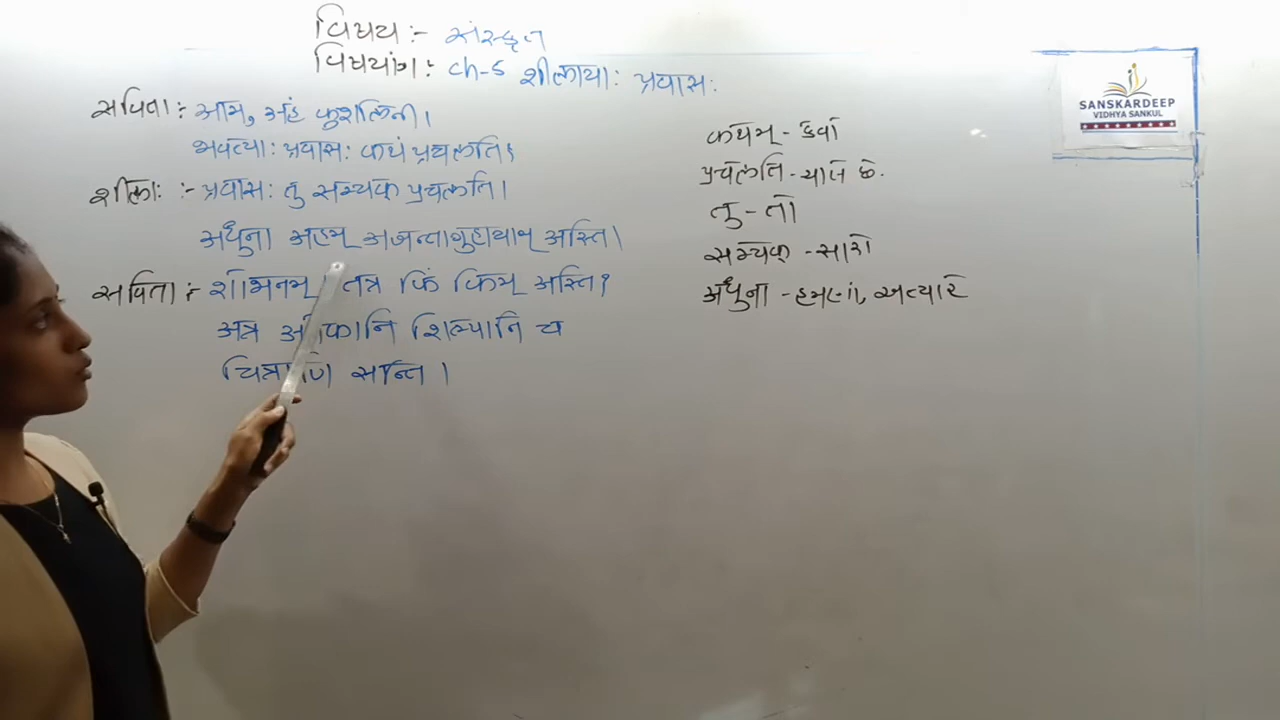 विषय :- संस्कृत
विषयांग : ch-5 शीलाया: प्रवास:
सविता :- आम, अहं कुशलिनी।
भवत्या: प्रवास: कथं प्रचलति?
शीला: :- प्रवास: तु सम्यक् प्रचलति।
अधुना अहम् अजन्तागुहायाम् अस्ति।
सविता :- शोभनम्। तत्र किं किम् अस्ति?
अत्र शिल्पानि च
चित्राणि सन्ति।
कथम् - કેવો
प्रचलति - ચાલે છે.
तु - તો
सम्यक् - સારો
अधुना - હમણાં, અત્યારે
SANSKARDEEP
VIDHYA SANKUL